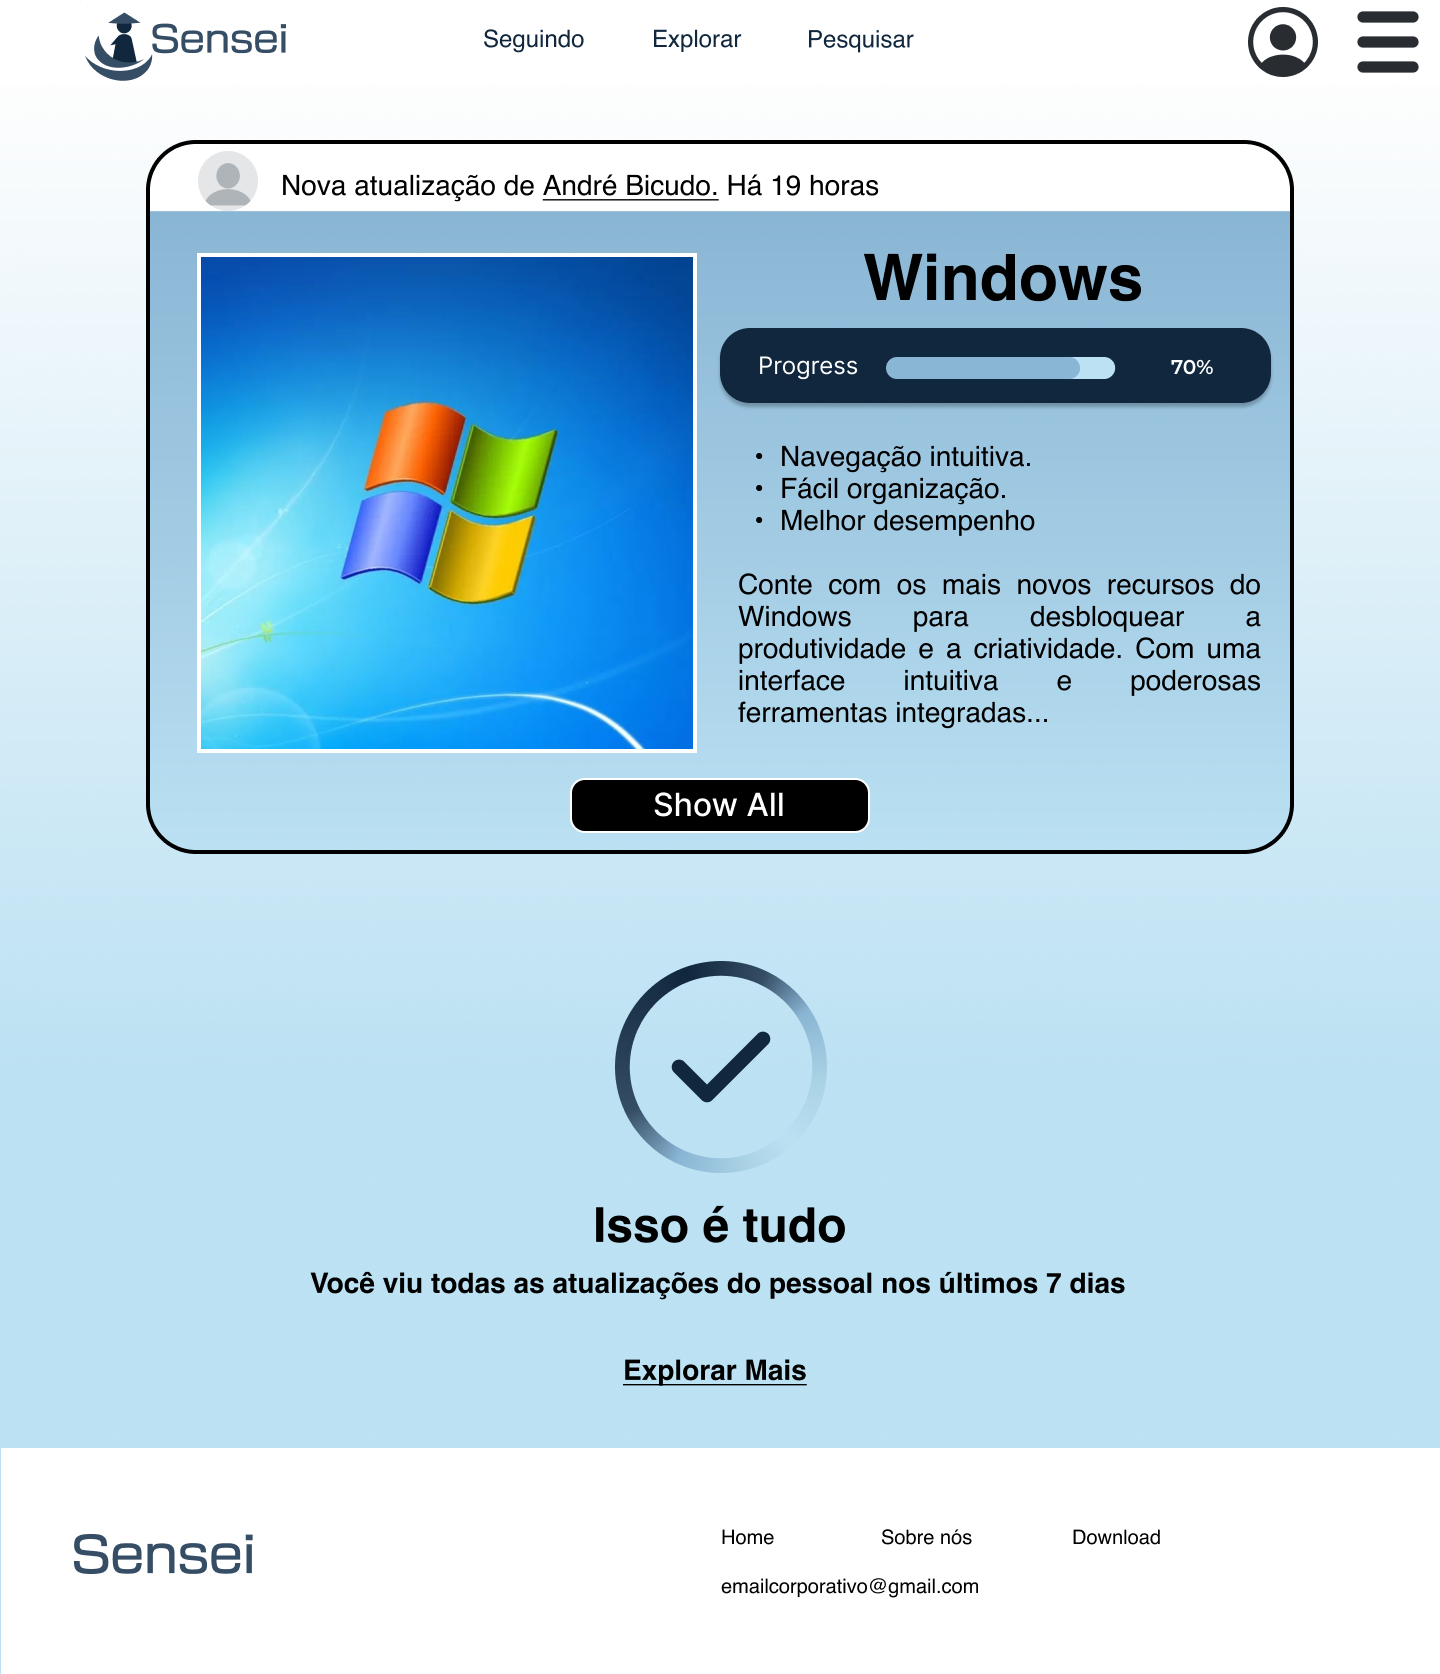 Sensei
Seguindo Explorar Pesquisar
Nova atualização de André Bicudo. Há 19 horas
Windows
Progress 70%
• Navegação intuitiva.
• Fácil organização.
• Melhor desempenho
Conte com os mais novos recursos do
Windows para desbloquear a
produtividade e a criatividade. Com uma
interface intuitiva e poderosas
ferramentas integradas...
Show All
Isso é tudo
Você viu todas as atualizações do pessoal nos últimos 7 dias
Explorar Mais
Sensei
Home Sobre nós Download
emailcorporativo@gmail.com